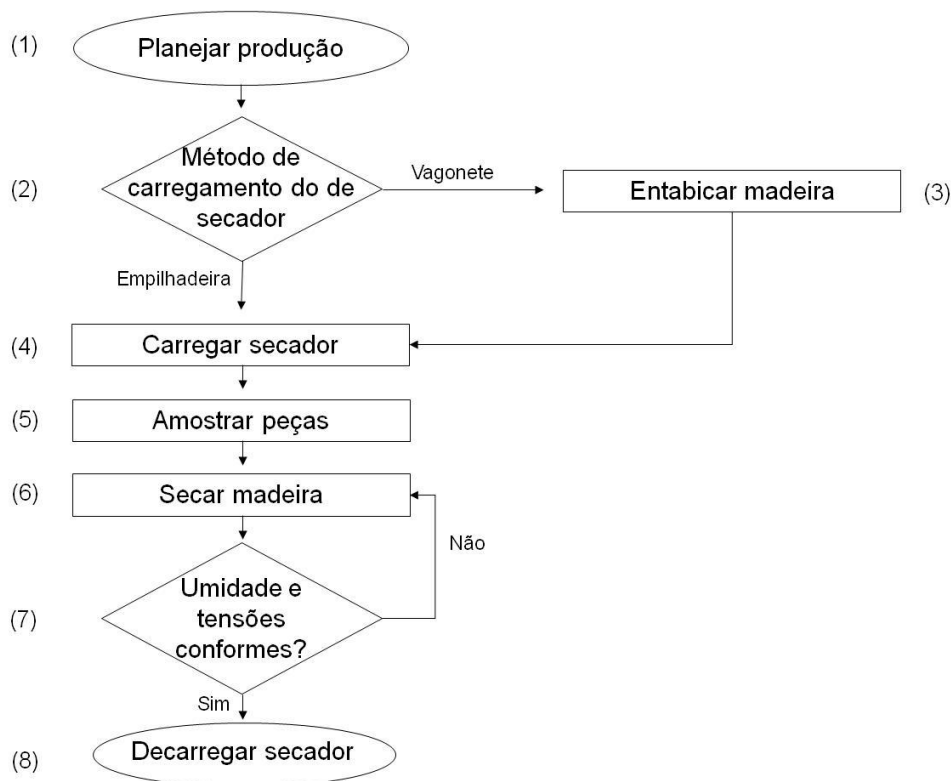 (1)
Planejar produção
(2)
Método de
carregamento do de
secador
Vagonete
Entabicar madeira
(3)
Empilhadeira
(4)
Carregar secador
(5)
Amostrar peças
(6)
Secar madeira
Não
(7)
Umidade e
tensões
conformes?
Sim
(8)
Decarregar secador